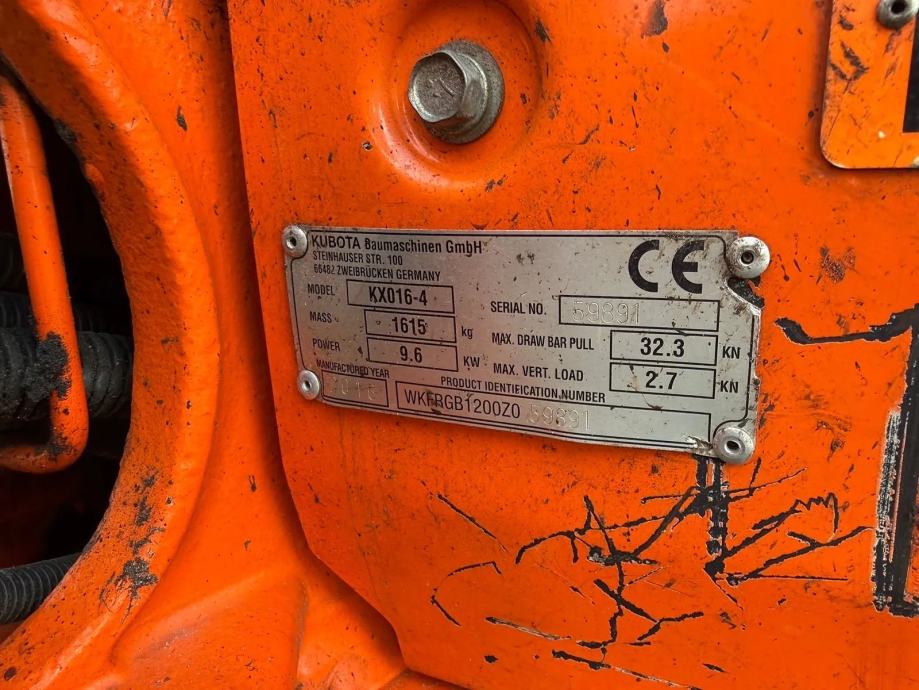 KUBOTA Baumaschinen GmbH
STEINHAUSER STR. 100
66482 ZWEIBRÜCKEN GERMANY
CE
MODEL KX016-4
SERIAL NO. 59891
MASS 1615 kg
MAX. DRAW BAR PULL 32.3 KN
POWER 9.6 KW
MAX. VERT. LOAD 2.7 KN
MANUFACTURED YEAR
PRODUCT IDENTIFICATION NUMBER
WKFRGB1200Z0 59891